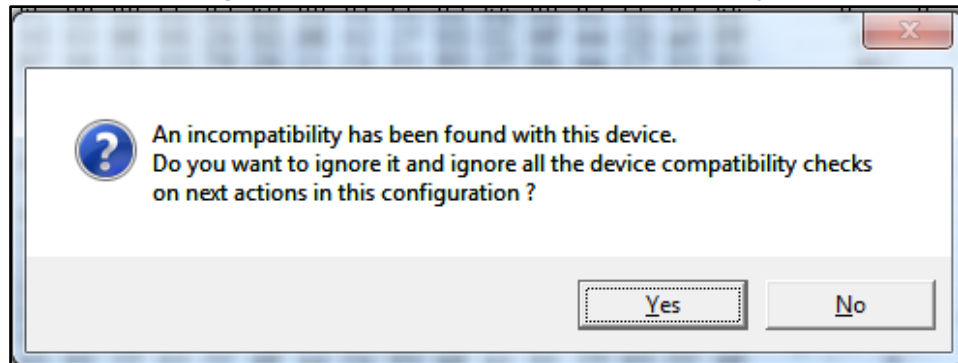 An incompatibility has been found with this device.
Do you want to ignore it and ignore all the device compatibility checks
on next actions in this configuration ?
Yes
No